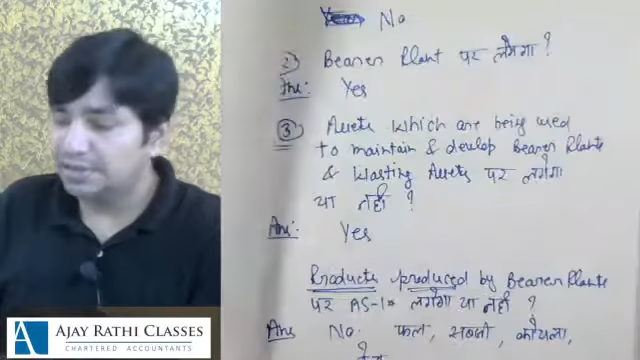 No
2) Bearer Plant पर लगेगा ?
Ans: Yes
3) Assets which are being used
to maintain & develop Bearer Plants
& Wasting Assets पर लगेगा
या नहीं ?
Ans: Yes
Products produced by Bearer Plants
पर AS-10 लगेगा या नहीं ?
Ans No. फल, सब्जी, कोयला,
AJAY RATHI CLASSES
CHARTERED ACCOUNTANTS